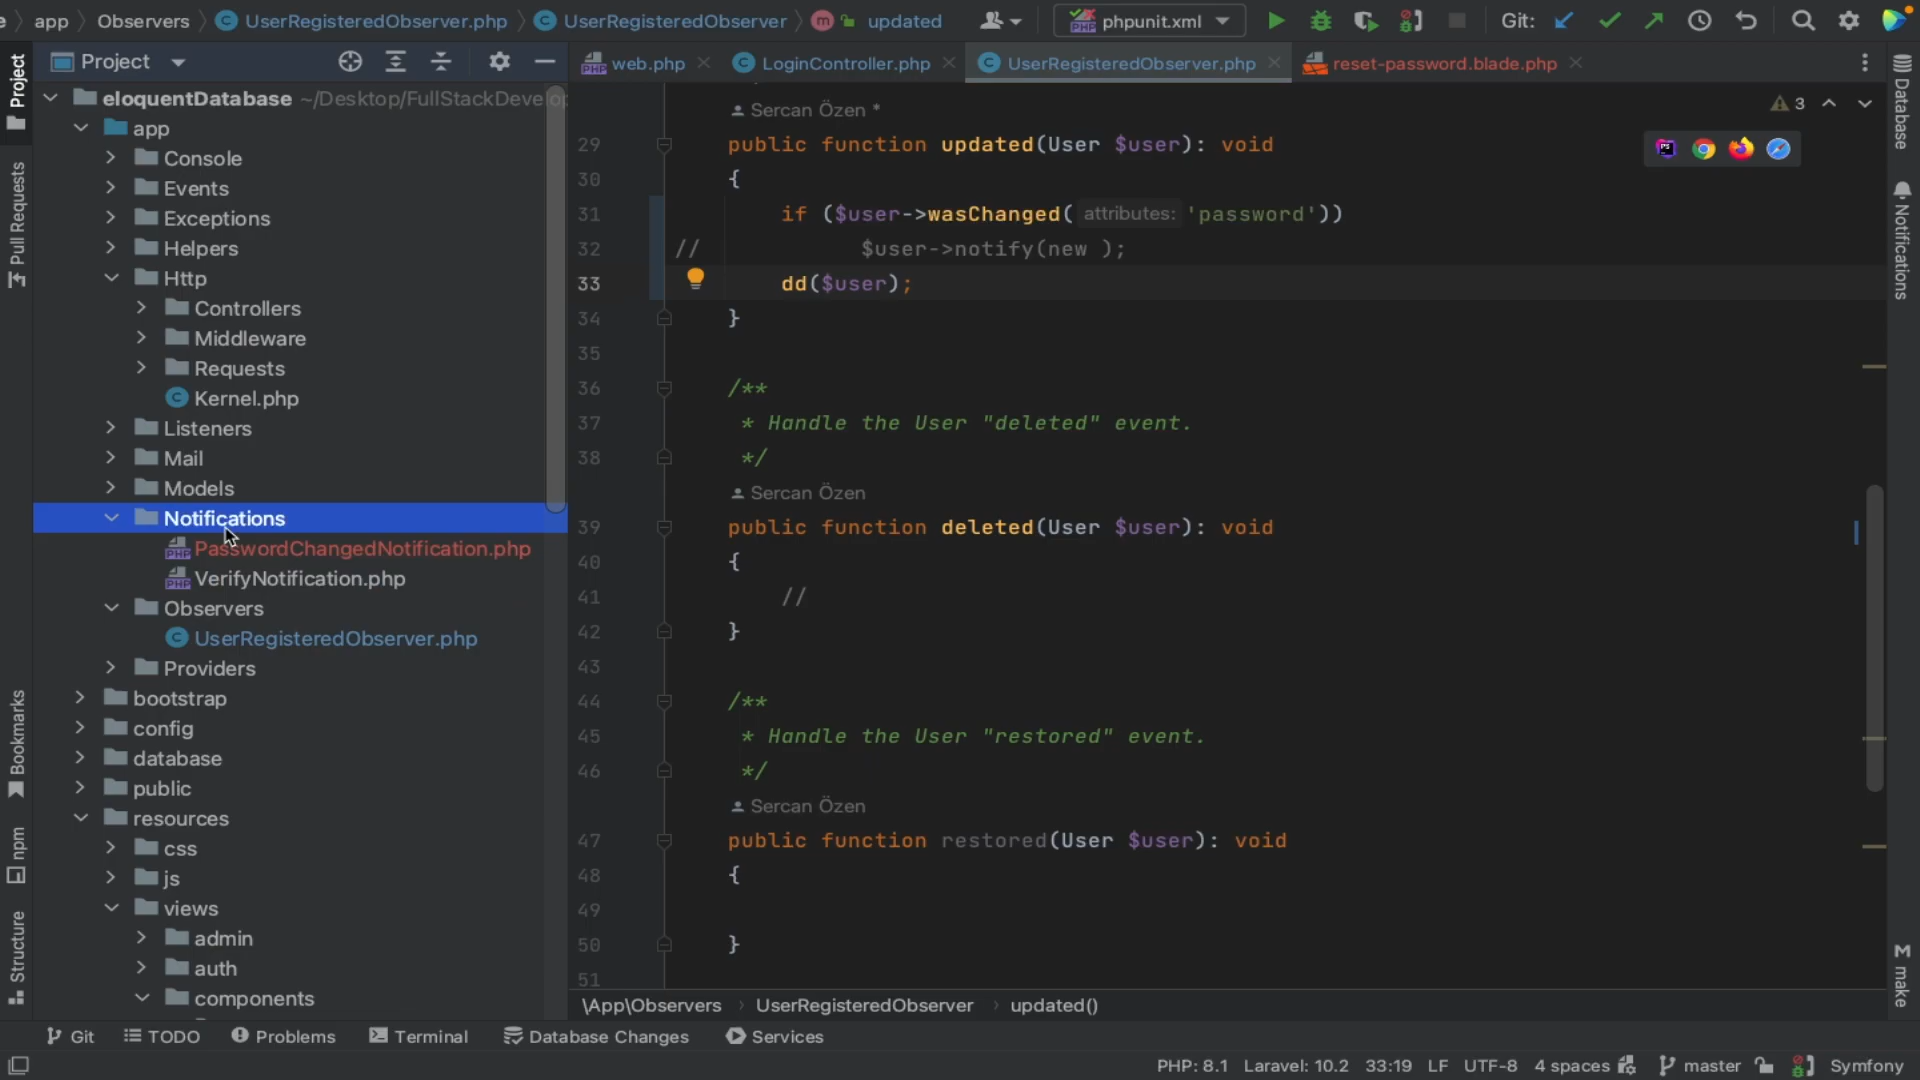 app Observers UserRegisteredObserver.php UserRegisteredObserver m updated phpunit.xml Git:
Project
web.php LoginController.php UserRegisteredObserver.php reset-password.blade.php
eloquentDatabase ~/Desktop/FullStackDevelop
app
Console
Events
Exceptions
Helpers
Http
Controllers
Middleware
Requests
Kernel.php
Listeners
Mail
Models
Notifications
PasswordChangedNotification.php
VerifyNotification.php
Observers
UserRegisteredObserver.php
Providers
bootstrap
config
database
public
resources
css
js
views
admin
auth
components
Project
Pull Requests
Bookmarks
npm
Structure
Sercan Özen *
3
29 public function updated(User $user): void
30 {
31 if ($user->wasChanged( attributes: 'password'))
32 // $user->notify(new );
33 dd($user);
34 }
35
36 /**
37 * Handle the User "deleted" event.
38 */
Sercan Özen
39 public function deleted(User $user): void
40 {
41 //
42 }
43
44 /**
45 * Handle the User "restored" event.
46 */
Sercan Özen
47 public function restored(User $user): void
48 {
49
50 }
51
\App\Observers UserRegisteredObserver updated()
Database
Notifications
make
Git TODO Problems Terminal Database Changes Services
PHP: 8.1 Laravel: 10.2 33:19 LF UTF-8 4 spaces master Symfony